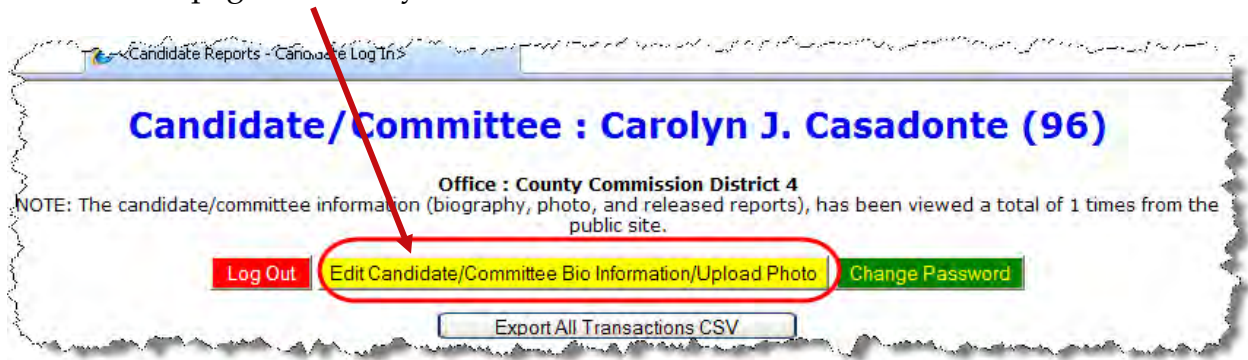 <Candidate Reports - Candidate Log In>
Candidate/Committee : Carolyn J. Casadonte (96)
Office : County Commission District 4
NOTE: The candidate/committee information (biography, photo, and released reports), has been viewed a total of 1 times from the
public site.
Log Out Edit Candidate/Committee Bio Information/Upload Photo Change Password
Export All Transactions CSV